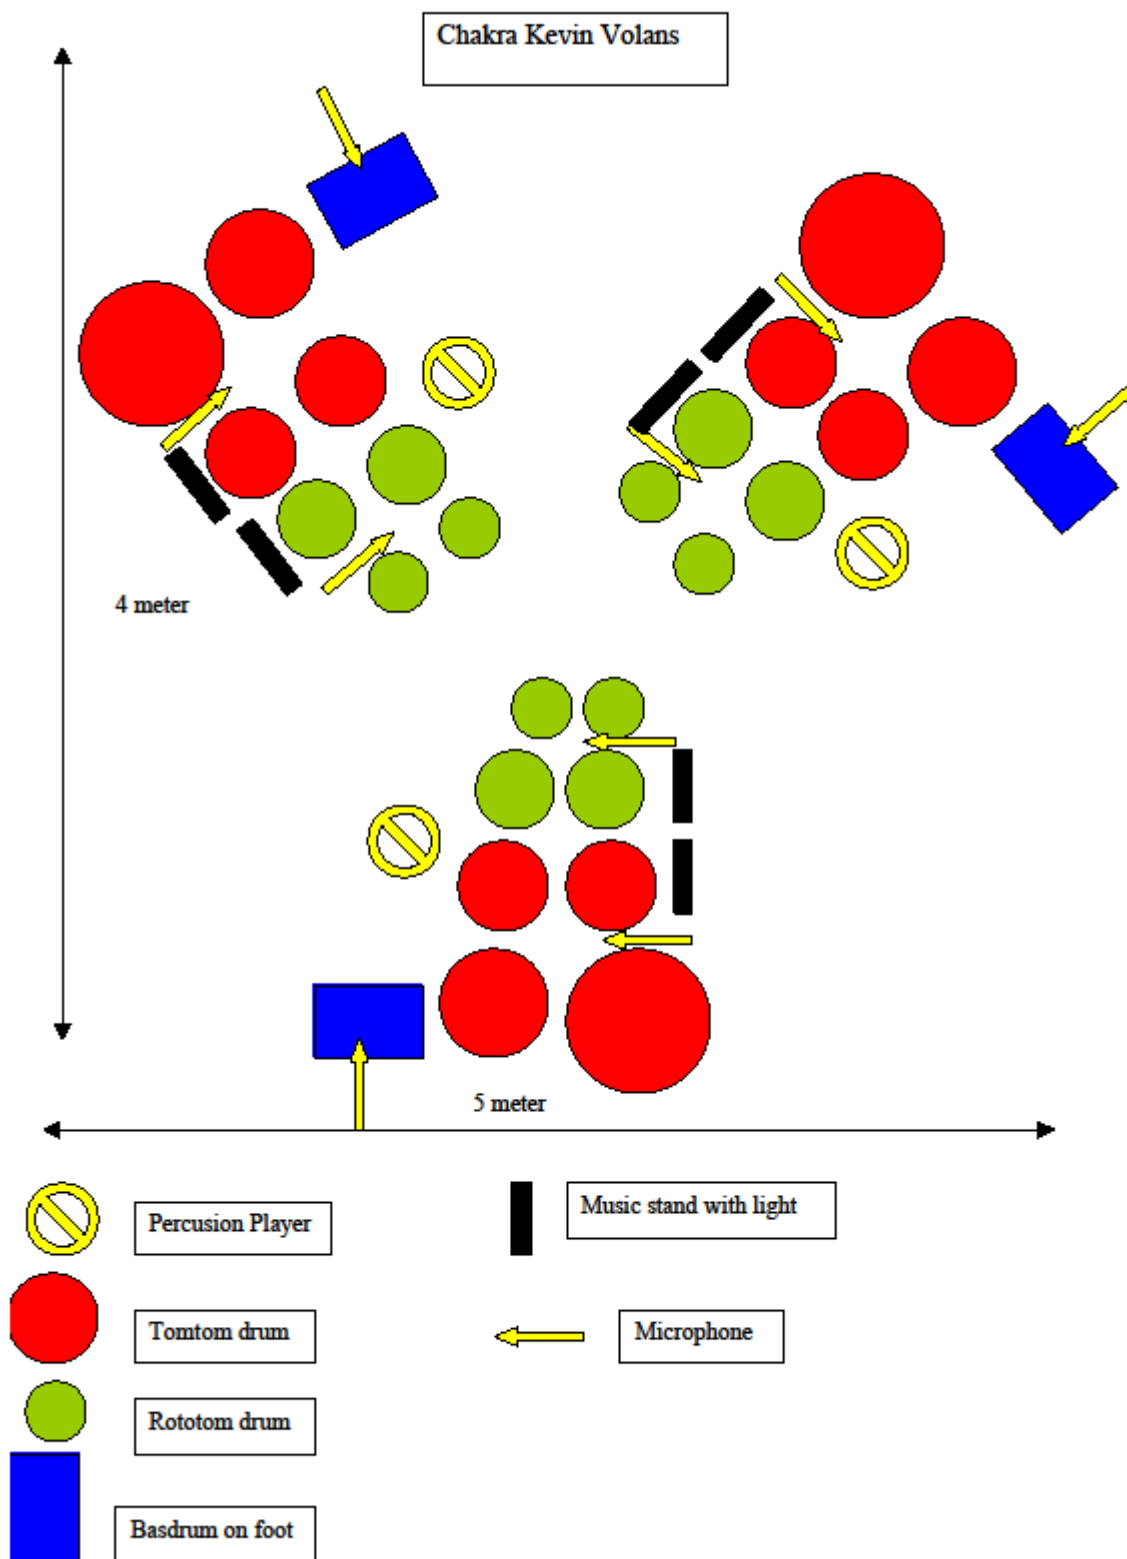 Chakra Kevin Volans
4 meter
5 meter
Percusion Player
Music stand with light
Tomtom drum
Microphone
Rototom drum
Basdrum on foot